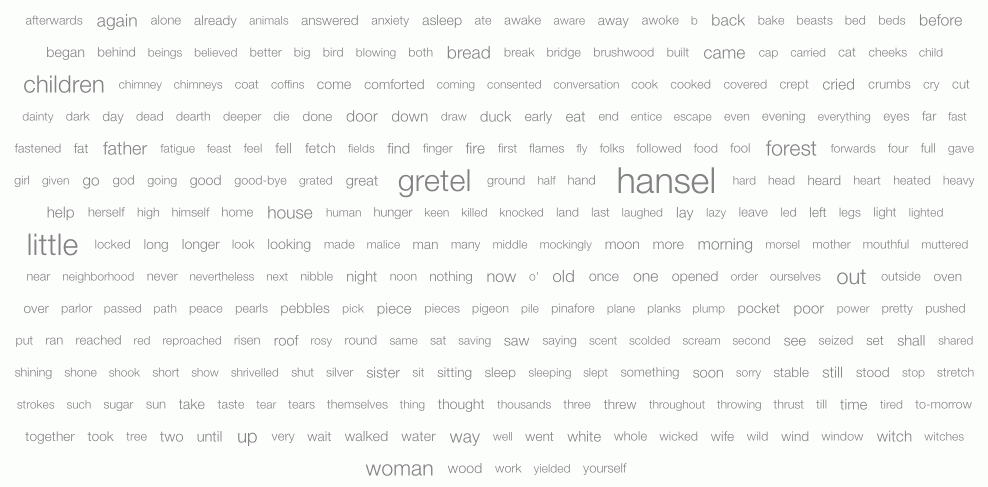 afterwards again alone already animals answered anxiety asleep ate awake aware away awoke b back bake beasts bed beds before
began behind beings believed better big bird blowing both bread break bridge brushwood built came cap carried cat cheeks child
children chimney chimneys coat coffins come comforted coming consented conversation cook cooked covered crept cried crumbs cry cut
dainty dark day dead dearth deeper die done door down draw duck early eat end entice escape even evening everything eyes far fast
fastened fat father fatigue feast feel fell fetch fields find finger fire first flames fly folks followed food fool forest forwards four full gave
girl given go god going good good-bye grated great gretel ground half hand hansel hard head heard heart heated heavy
help herself high himself home house human hunger keen killed knocked land last laughed lay lazy leave led left legs light lighted
little locked long longer look looking made malice man many middle mockingly moon more morning morsel mother mouthful muttered
near neighborhood never nevertheless next nibble night noon nothing now o' old once one opened order ourselves out outside oven
over parlor passed path peace pearls pebbles pick piece pieces pigeon pile pinafore plane planks plump pocket poor power pretty pushed
put ran reached red reproached risen roof rosy round same sat saving saw saying scent scolded scream second see seized set shall shared
shining shone shook short show shrivelled shut silver sister sit sitting sleep sleeping slept something soon sorry stable still stood stop stretch
strokes such sugar sun take taste tear tears themselves thing thought thousands three threw throughout throwing thrust till time tired to-morrow
together took tree two until up very wait walked water way well went white whole wicked wife wild wind window witch witches
woman wood work yielded yourself